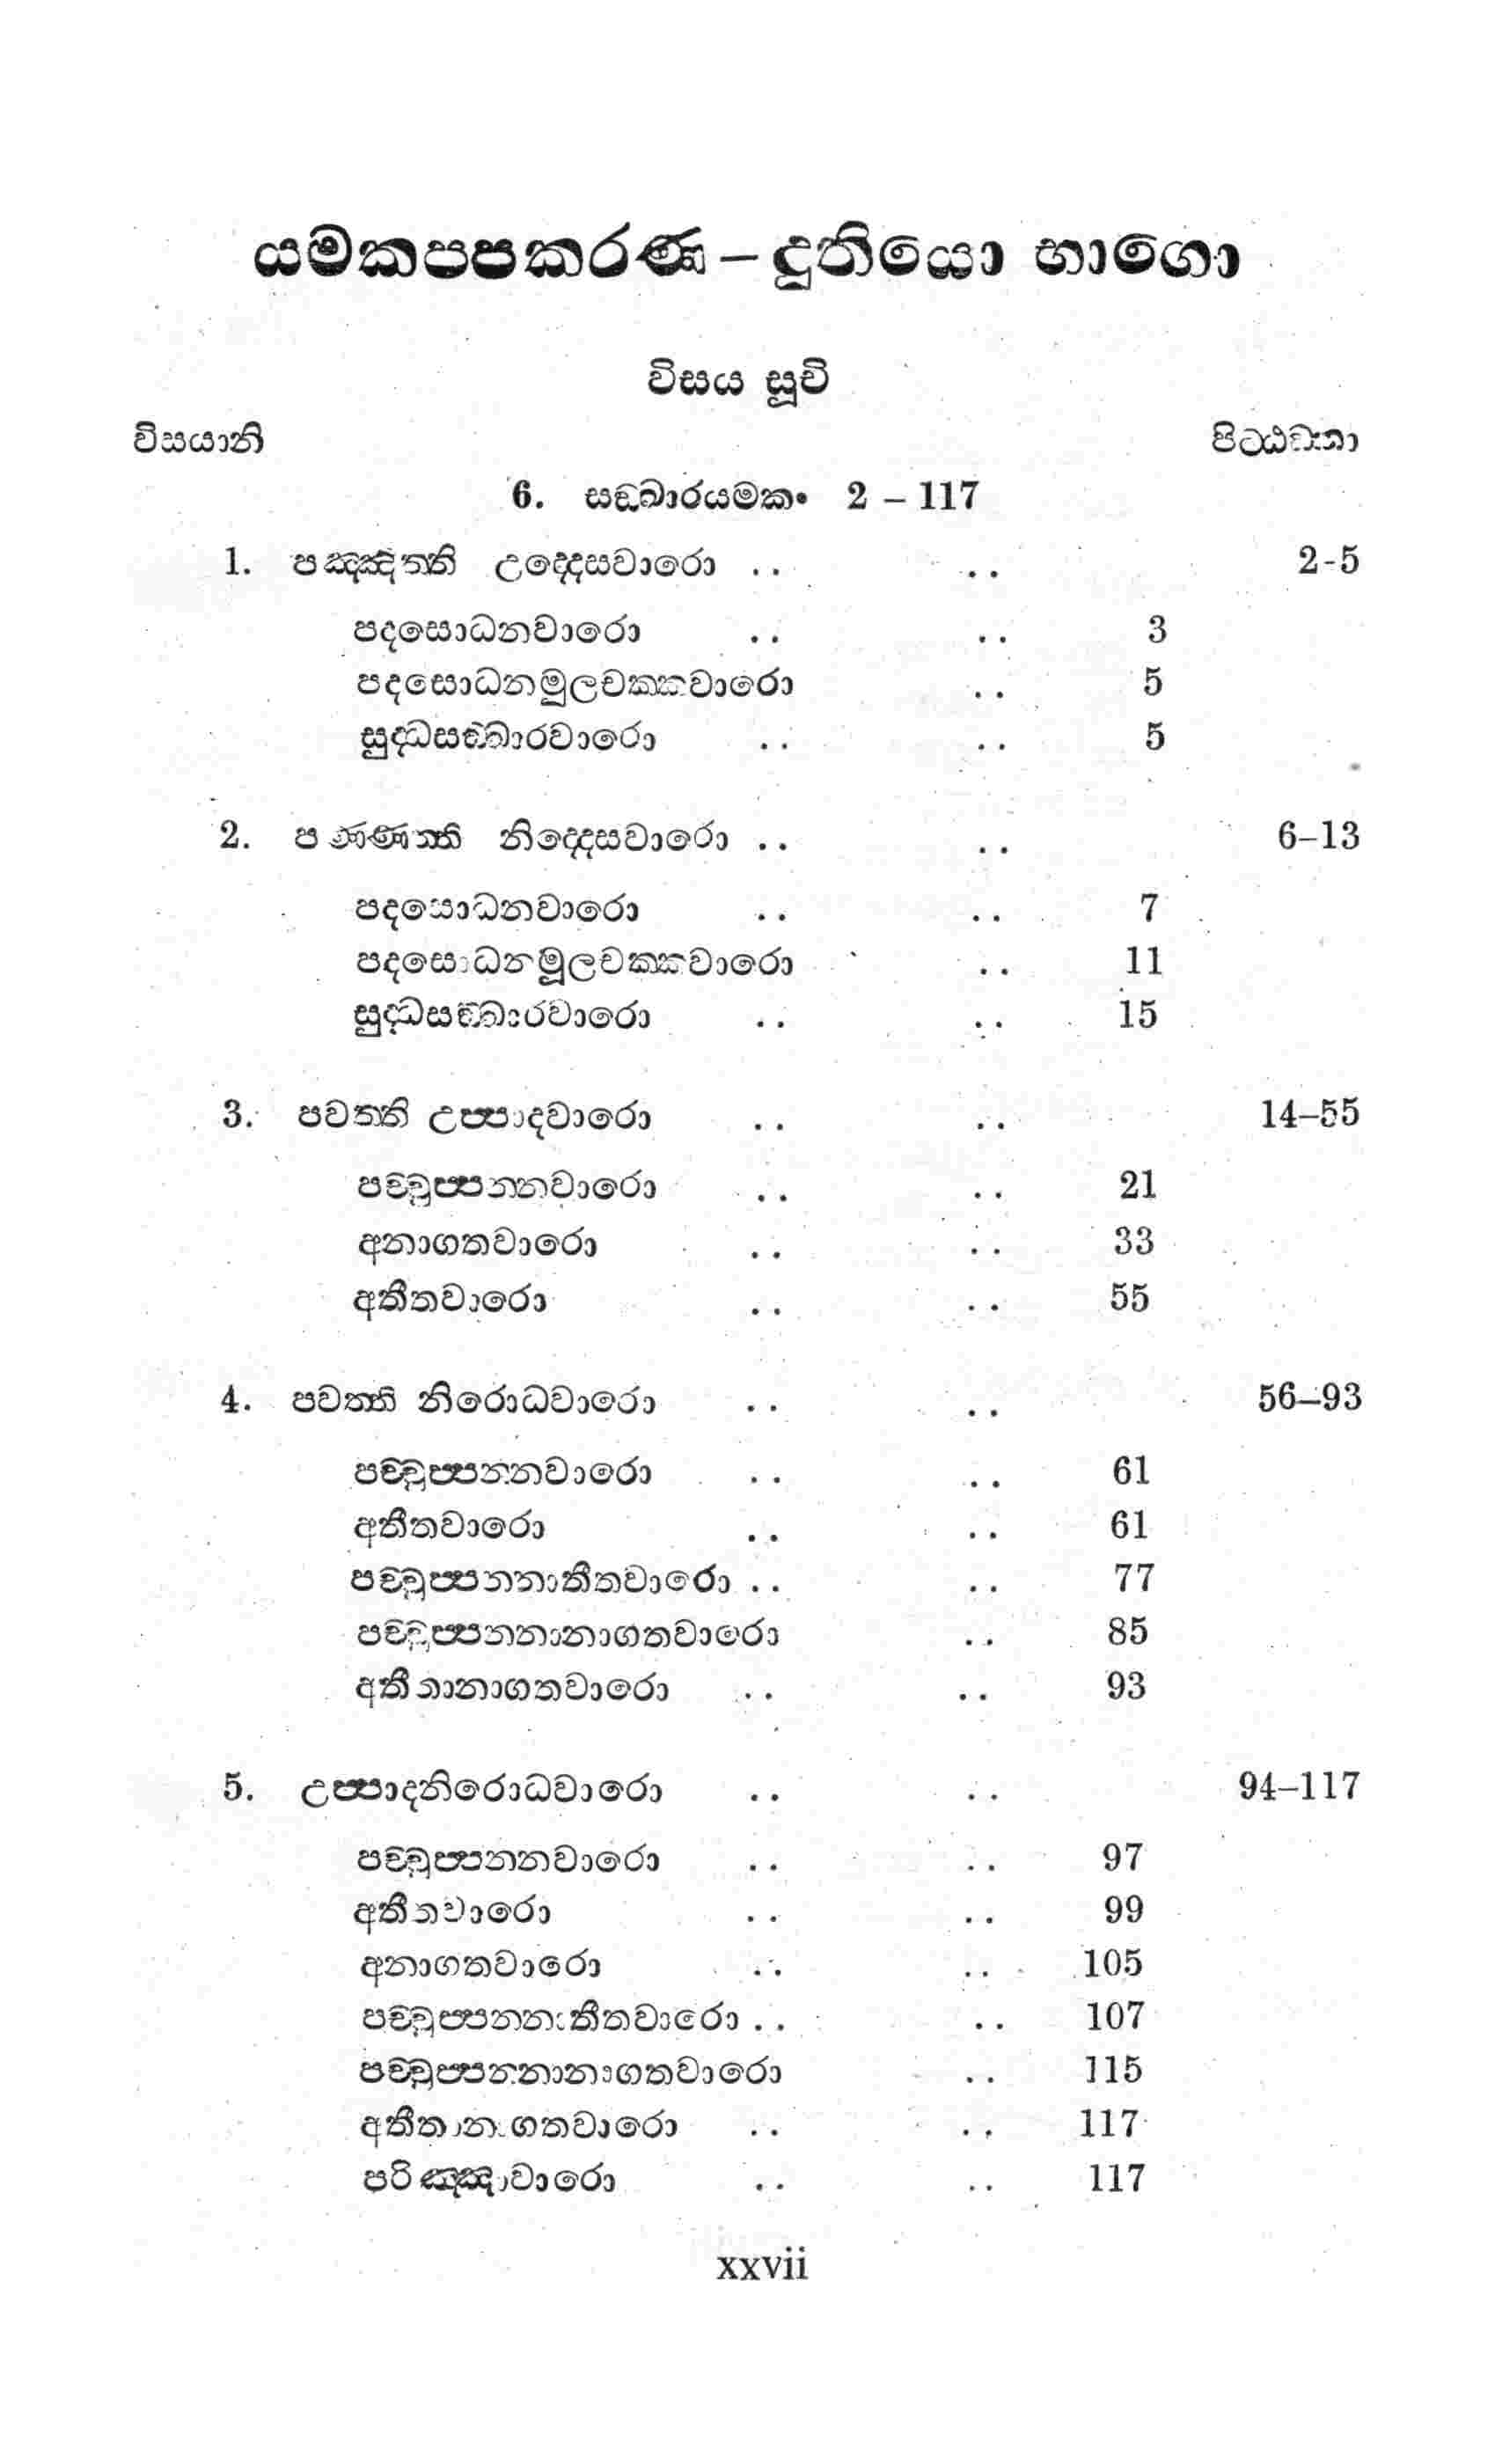 යමකපපකරණ – දුතියො භාගො
විසය සූචි
විසයානි
6. සඞ්ඛාරයමකං 2 – 117
1. පඤ්ඤත්ති උද්දෙසවාරො .. .. 2-5
පදසොධනවාරො .. .. 3
පදසොධනමූලචක්කවාරො .. 5
සුද්ධසඞ්ඛාරවාරො .. .. 5
2. පණ්ණත්ති නිද්දෙසවාරො .. .. 6–13
පදසොධනවාරො .. .. 7
පදසොධනමූලචක්කවාරො .. 11
සුද්ධසඞ්ඛාරවාරො .. .. 15
3. පවත්ති උප්පාදවාරො .. .. 14–55
පච්චුප්පන්නවාරො .. .. 21
අනාගතවාරො .. .. 33
අතීතවාරො .. .. 55
4. පවත්ති නිරොධවාරො .. .. 56–93
පච්චුප්පන්නවාරො .. .. 61
අතීතවාරො .. .. 61
පච්චුප්පන්නාතීතවාරො .. .. 77
පච්චුප්පන්නානාගතවාරො .. 85
අතීතානාගතවාරො .. .. 93
5. උප්පාදනිරොධවාරො .. .. 94–117
පච්චුප්පන්නවාරො .. .. 97
අතීතවාරො .. .. 99
අනාගතවාරො .. .. 105
පච්චුප්පන්නාතීතවාරො .. .. 107
පච්චුප්පන්නානාගතවාරො .. 115
අතීතානාගතවාරො .. .. 117
පරිඤ්ඤාවාරො .. .. 117
xxvii